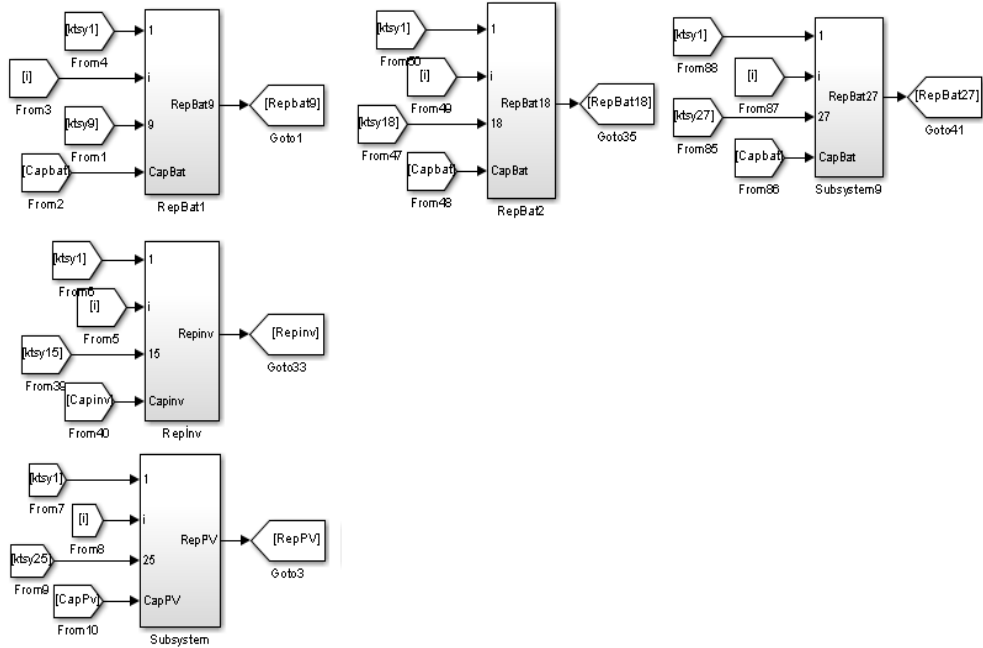 [ktsy1]
1
From4
[i]
i
From3
RepBat9
[Repbat9]
Goto1
[ktsy9]
9
From1
[Capbat]
CapBat
From2
RepBat1
[ktsy1]
1
From50
[i]
i
From49
RepBat18
[RepBat18]
Goto35
[ktsy18]
18
From47
[Capbat]
CapBat
From48
RepBat2
[ktsy1]
1
From88
[i]
i
From87
RepBat27
[RepBat27]
Goto41
[ktsy27]
27
From85
[Capbat]
CapBat
From86
Subsystem9
[ktsy1]
1
From6
[i]
i
From5
Repinv
[Repinv]
Goto33
[ktsy15]
15
From39
[Capinv]
Capinv
From40
RepInv
[ktsy1]
1
From7
[i]
i
From8
RepPV
[RepPV]
Goto3
[ktsy25]
25
From9
[CapPv]
CapPV
From10
Subsystem